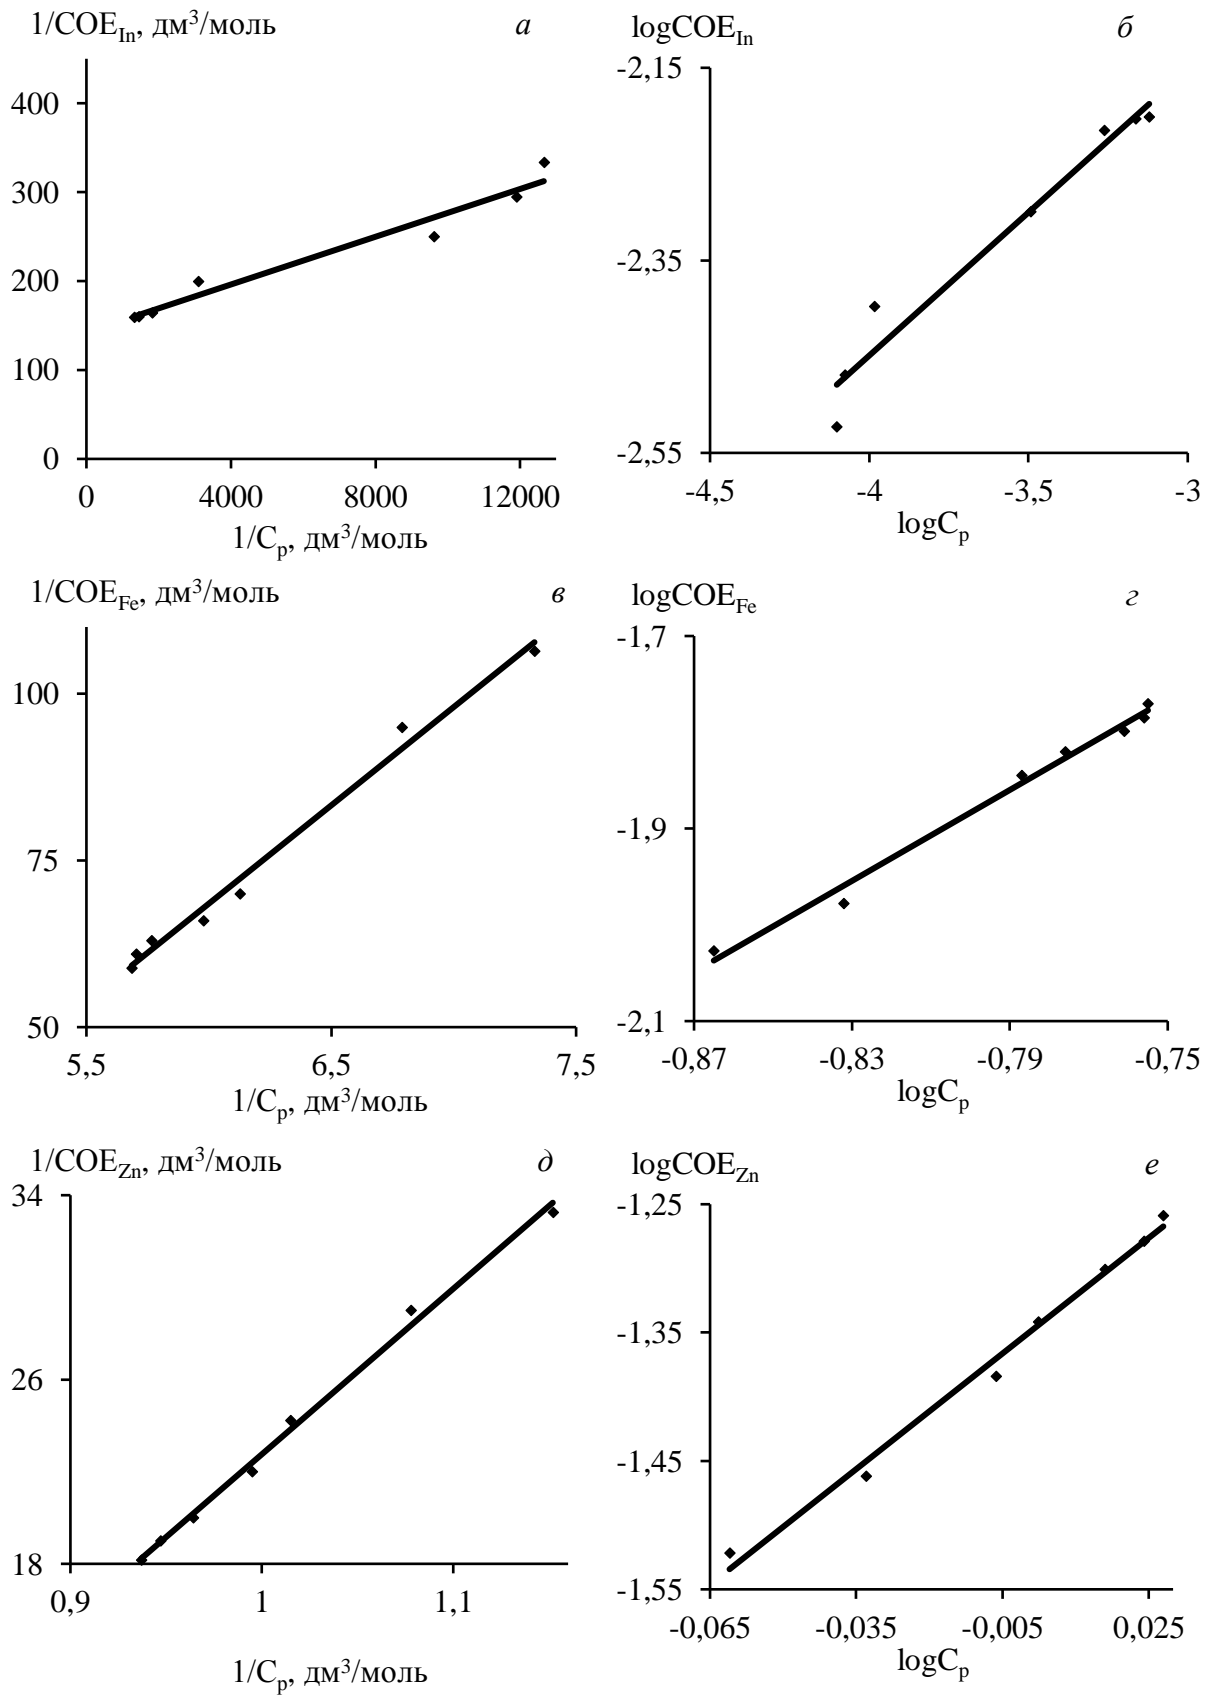 1/COE_In, дм³/моль
а
400
300
200
100
0
0 4000 8000 12000
1/C_p, дм³/моль
logCOE_In
б
-2,15
-2,35
-2,55
-4,5 -4 -3,5 -3
logC_p
1/COE_Fe, дм³/моль
в
100
75
50
5,5 6,5 7,5
1/C_p, дм³/моль
logCOE_Fe
г
-1,7
-1,9
-2,1
-0,87 -0,83 -0,79 -0,75
logC_p
1/COE_Zn, дм³/моль
д
34
26
18
0,9 1 1,1
1/C_p, дм³/моль
logCOE_Zn
е
-1,25
-1,35
-1,45
-1,55
-0,065 -0,035 -0,005 0,025
logC_p